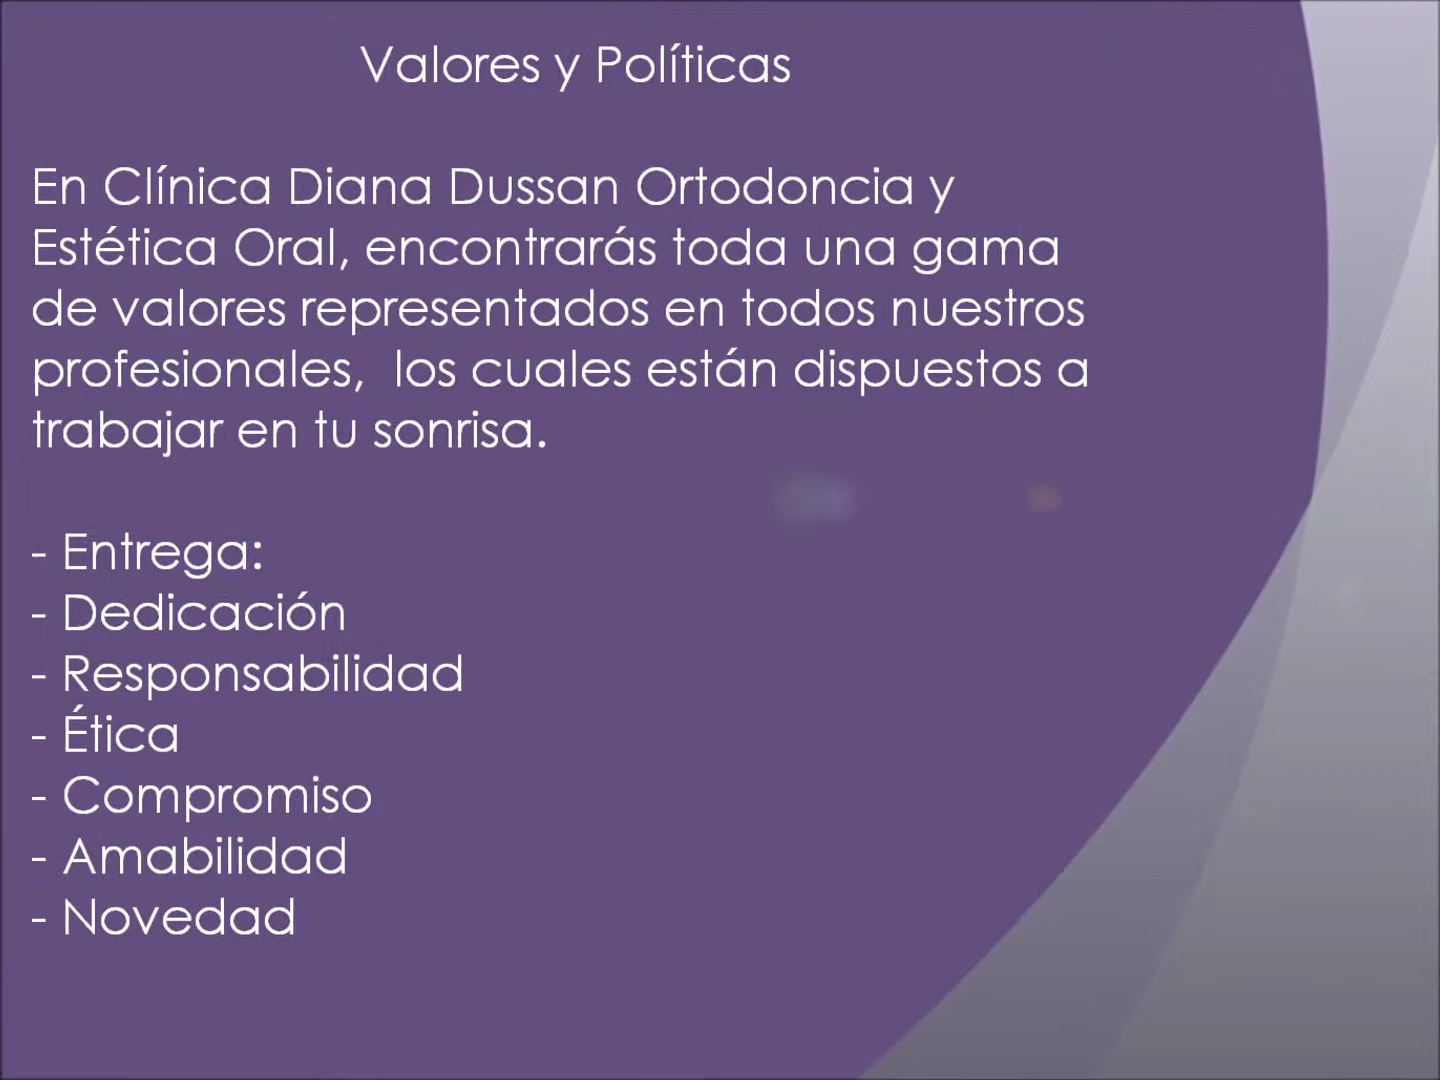 Valores y Políticas
En Clínica Diana Dussan Ortodoncia y
Estética Oral, encontrarás toda una gama
de valores representados en todos nuestros
profesionales,  los cuales están dispuestos a
trabajar en tu sonrisa.
- Entrega:
- Dedicación
- Responsabilidad
- Ética
- Compromiso
- Amabilidad
- Novedad